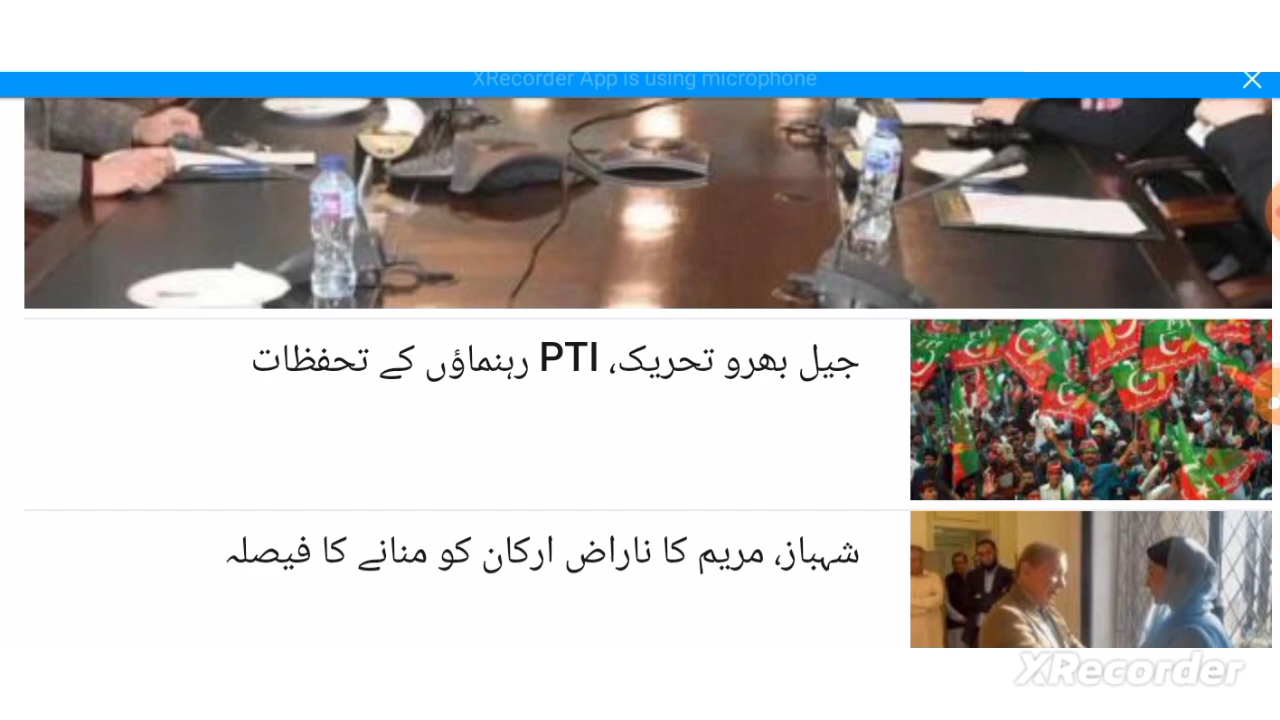 XRecorder App is using microphone
جیل بھرو تحریک، PTI رہنماؤں کے تحفظات
شہباز، مریم کا ناراض ارکان کو منانے کا فیصلہ
XRecorder